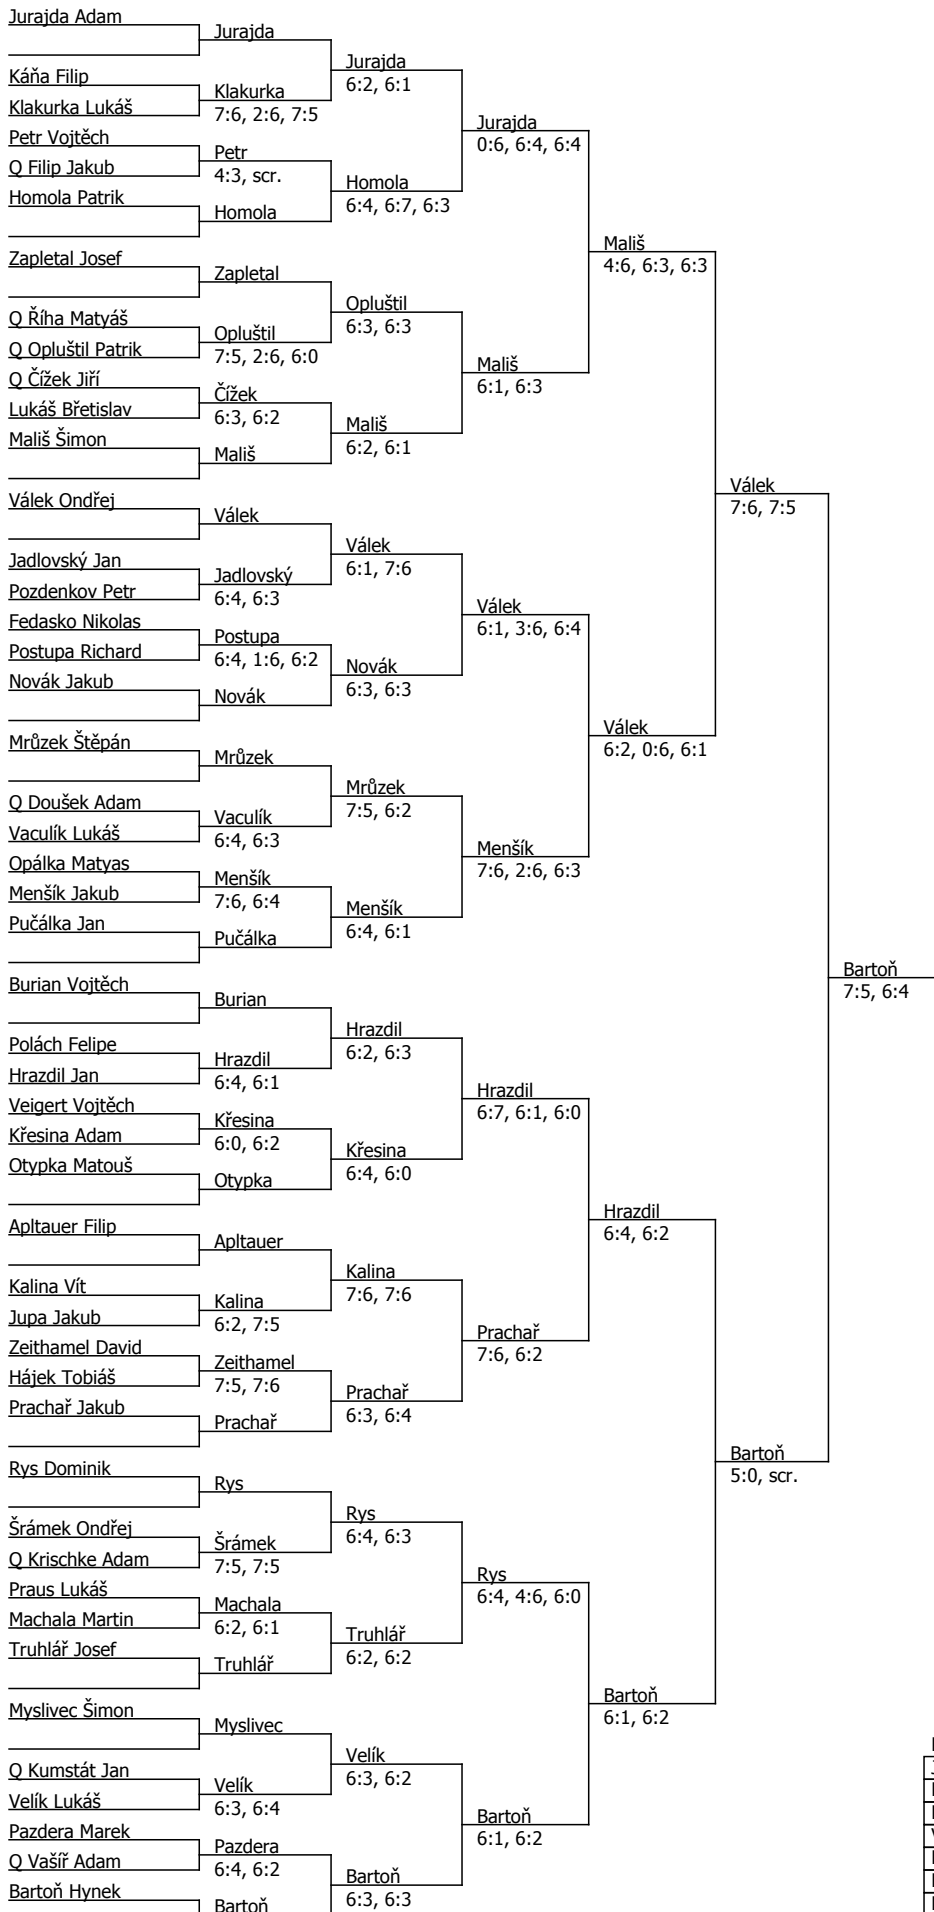 Jurajda Adam
Jurajda
Jurajda
6:2, 6:1
Káňa Filip
Klakurka
7:6, 2:6, 7:5
Klakurka Lukáš
Jurajda
0:6, 6:4, 6:4
Petr Vojtěch
Petr
4:3, scr.
Q Filip Jakub
Homola
6:4, 6:7, 6:3
Homola Patrik
Homola
Mališ
4:6, 6:3, 6:3
Zapletal Josef
Zapletal
Opluštil
6:3, 6:3
Q Říha Matyáš
Opluštil
7:5, 2:6, 6:0
Q Opluštil Patrik
Mališ
6:1, 6:3
Q Čížek Jiří
Čížek
6:3, 6:2
Lukáš Břetislav
Mališ
6:2, 6:1
Mališ Šimon
Mališ
Válek
7:6, 7:5
Válek Ondřej
Válek
Válek
6:1, 7:6
Jadlovský Jan
Jadlovský
6:4, 6:3
Pozdenkov Petr
Válek
6:1, 3:6, 6:4
Fedasko Nikolas
Postupa
6:4, 1:6, 6:2
Postupa Richard
Novák
6:3, 6:3
Novák Jakub
Novák
Válek
6:2, 0:6, 6:1
Mrůzek Štěpán
Mrůzek
Mrůzek
7:5, 6:2
Q Doušek Adam
Vaculík
6:4, 6:3
Vaculík Lukáš
Menšík
7:6, 2:6, 6:3
Opálka Matyas
Menšík
7:6, 6:4
Menšík Jakub
Menšík
6:4, 6:1
Pučálka Jan
Pučálka
Bartoň
7:5, 6:4
Burian Vojtěch
Burian
Hrazdil
6:2, 6:3
Polách Felipe
Hrazdil
6:4, 6:1
Hrazdil Jan
Hrazdil
6:7, 6:1, 6:0
Veigert Vojtěch
Křesina
6:0, 6:2
Křesina Adam
Křesina
6:4, 6:0
Otypka Matouš
Otypka
Hrazdil
6:4, 6:2
Apltauer Filip
Apltauer
Kalina
7:6, 7:6
Kalina Vít
Kalina
6:2, 7:5
Jupa Jakub
Prachař
7:6, 6:2
Zeithamel David
Zeithamel
7:5, 7:6
Hájek Tobiáš
Prachař
6:3, 6:4
Prachař Jakub
Prachař
Bartoň
5:0, scr.
Rys Dominik
Rys
Rys
6:4, 6:3
Šrámek Ondřej
Šrámek
7:5, 7:5
Q Krischke Adam
Rys
6:4, 4:6, 6:0
Praus Lukáš
Machala
6:2, 6:1
Machala Martin
Truhlář
6:2, 6:2
Truhlář Josef
Truhlář
Bartoň
6:1, 6:2
Myslivec Šimon
Myslivec
Velík
6:3, 6:2
Q Kumstát Jan
Velík
6:3, 6:4
Velík Lukáš
Bartoň
6:1, 6:2
Pazdera Marek
Pazdera
6:4, 6:2
Q Vašíř Adam
Bartoň
6:3, 6:3
Bartoň Hynek
Bartoň